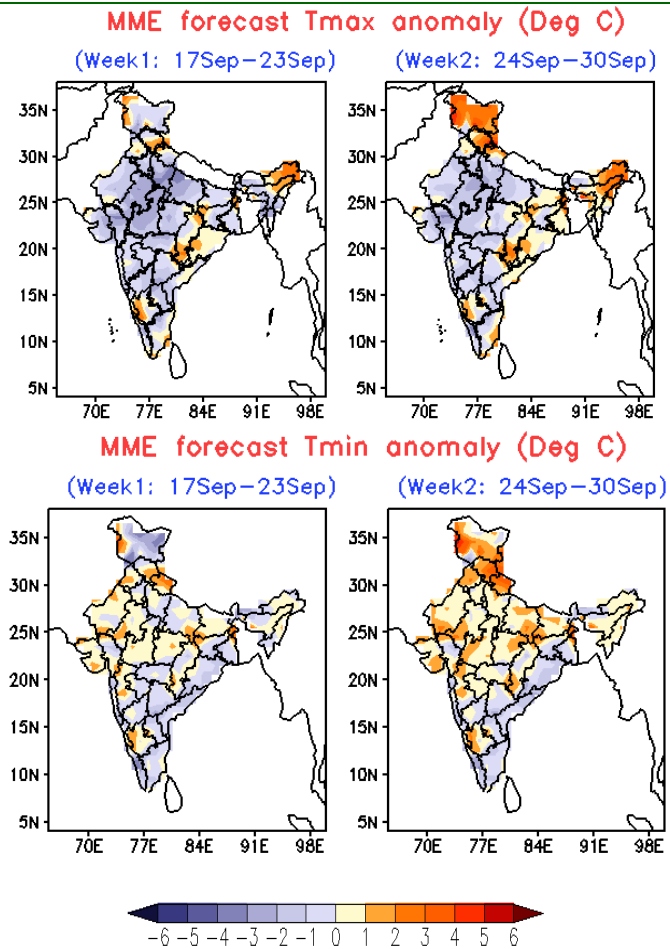 MME forecast Tmax anomaly (Deg C)
(Week1: 17Sep−23Sep) (Week2: 24Sep−30Sep)
35N 35N
30N 30N
25N 25N
20N 20N
15N 15N
10N 10N
5N 5N
70E 77E 84E 91E 98E 70E 77E 84E 91E 98E
MME forecast Tmin anomaly (Deg C)
(Week1: 17Sep−23Sep) (Week2: 24Sep−30Sep)
35N 35N
30N 30N
25N 25N
20N 20N
15N 15N
10N 10N
5N 5N
70E 77E 84E 91E 98E 70E 77E 84E 91E 98E
−6 −5 −4 −3 −2 −1 0 1 2 3 4 5 6